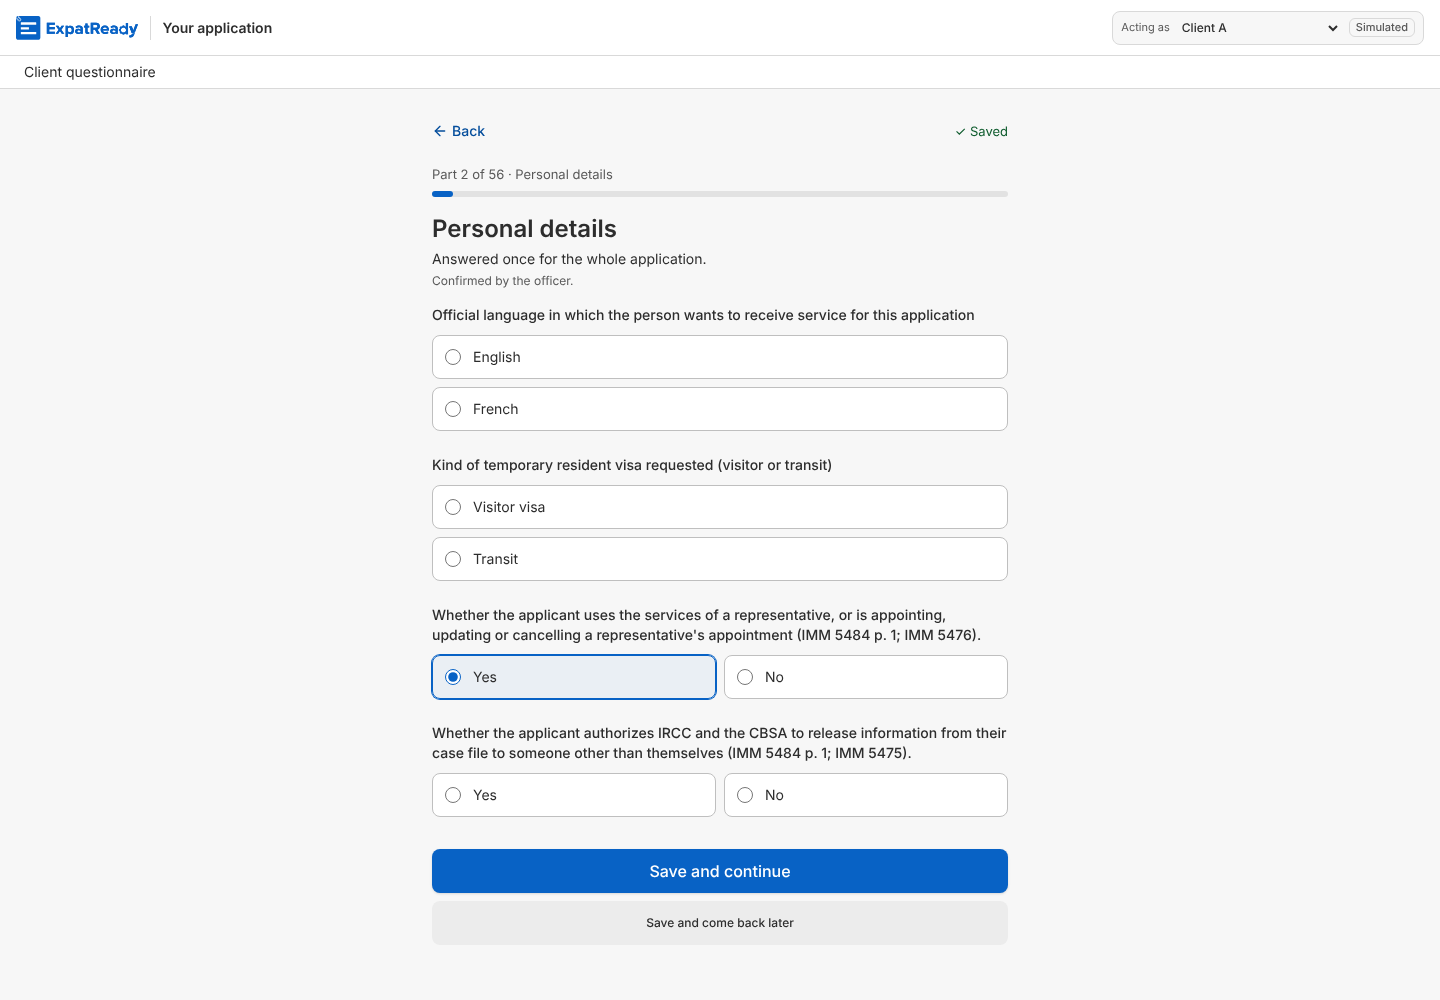 ExpatReady
Your application
Acting as
Client A
Simulated
Client questionnaire
Back
Saved
Part 2 of 56 · Personal details
Personal details
Answered once for the whole application.
Confirmed by the officer.
Official language in which the person wants to receive service for this application
English
French
Kind of temporary resident visa requested (visitor or transit)
Visitor visa
Transit
Whether the applicant uses the services of a representative, or is appointing,
updating or cancelling a representative's appointment (IMM 5484 p. 1; IMM 5476).
Yes
No
Whether the applicant authorizes IRCC and the CBSA to release information from their
case file to someone other than themselves (IMM 5484 p. 1; IMM 5475).
Yes
No
Save and continue
Save and come back later